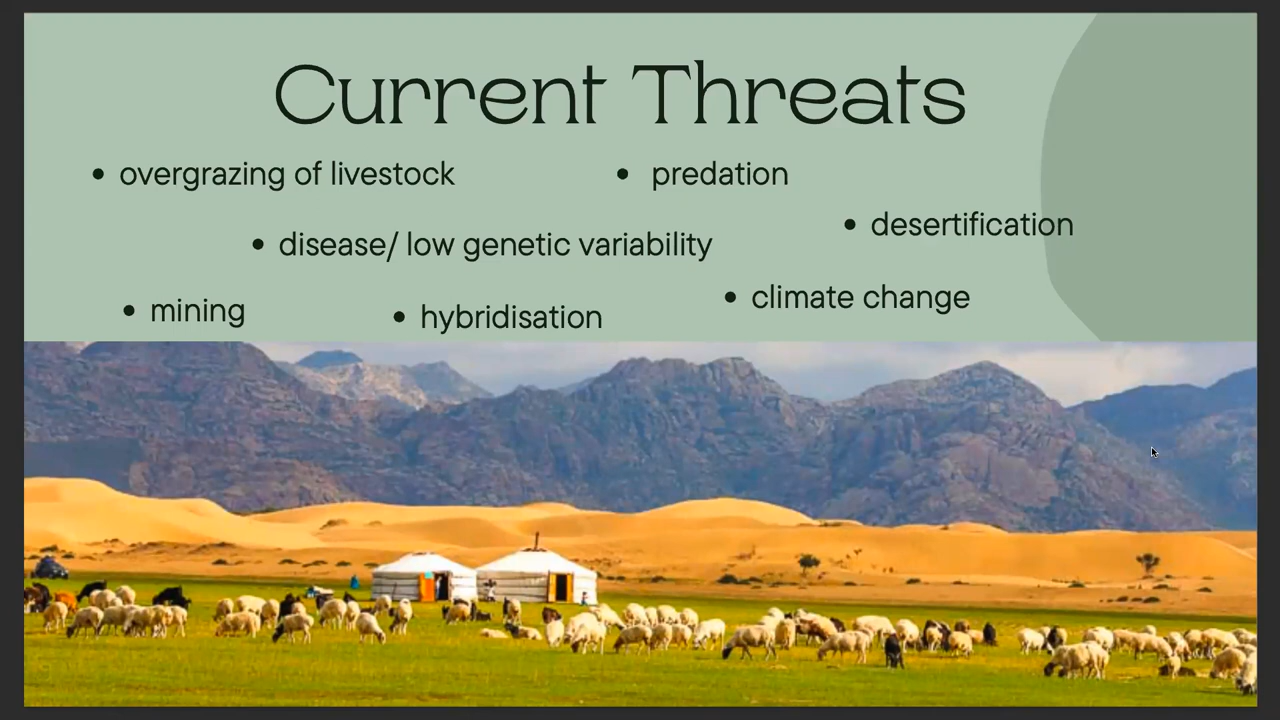 Current Threats
• overgrazing of livestock
• predation
• desertification
• disease/ low genetic variability
• climate change
• mining
• hybridisation